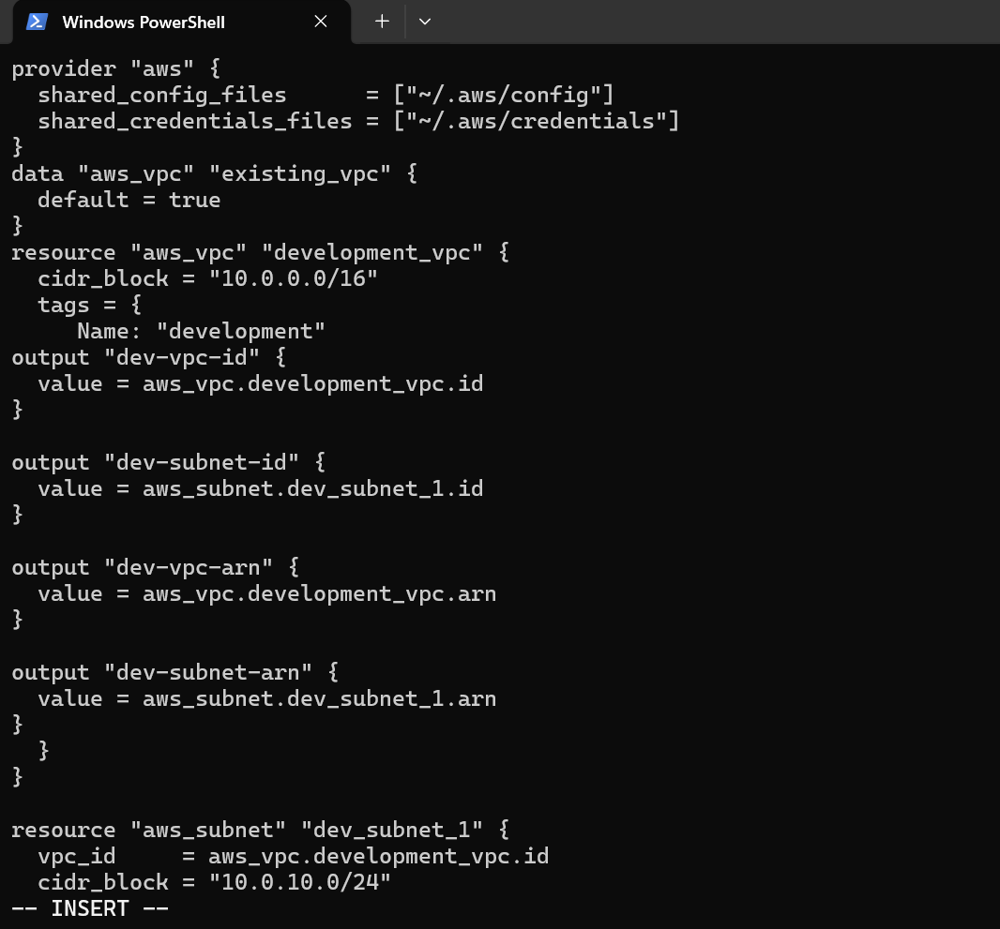 Windows PowerShell
provider "aws" {
  shared_config_files      = ["~/.aws/config"]
  shared_credentials_files = ["~/.aws/credentials"]
}
data "aws_vpc" "existing_vpc" {
  default = true
}
resource "aws_vpc" "development_vpc" {
  cidr_block = "10.0.0.0/16"
  tags = {
     Name: "development"
output "dev-vpc-id" {
  value = aws_vpc.development_vpc.id
}

output "dev-subnet-id" {
  value = aws_subnet.dev_subnet_1.id
}

output "dev-vpc-arn" {
  value = aws_vpc.development_vpc.arn
}

output "dev-subnet-arn" {
  value = aws_subnet.dev_subnet_1.arn
}
  }
}

resource "aws_subnet" "dev_subnet_1" {
  vpc_id     = aws_vpc.development_vpc.id
  cidr_block = "10.0.10.0/24"
-- INSERT --